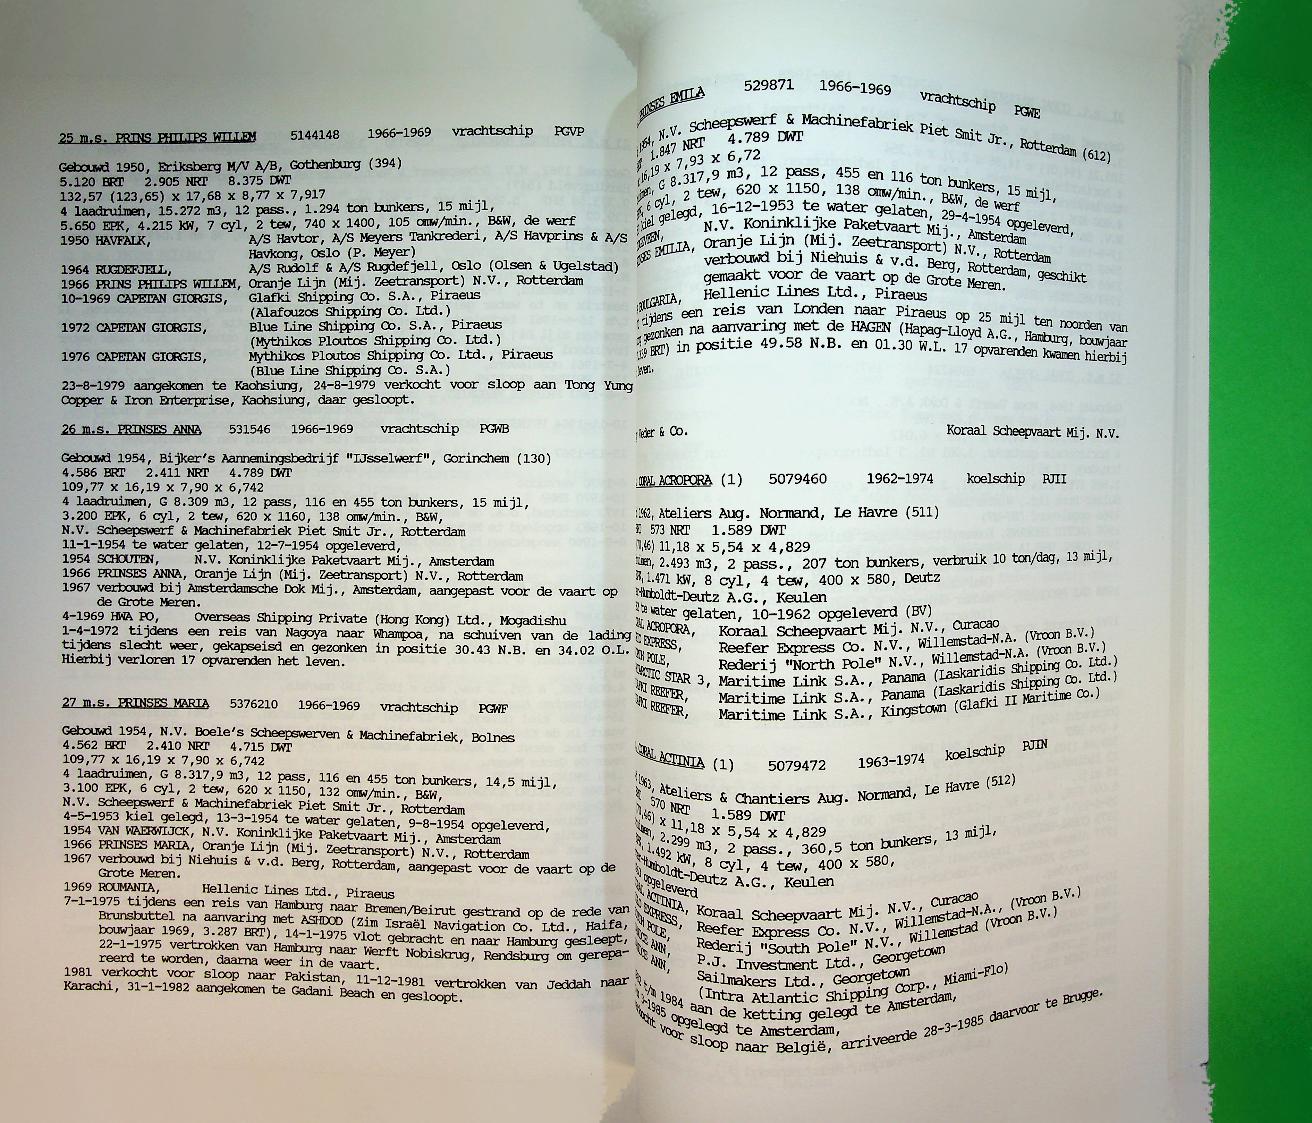 25 m.s. PRINS PHILIPS WILLEM 5144148 1966-1969 vrachtschip PGVP
Gebouwd 1950, Eriksberg M/V A/B, Gothenburg (394)
5.120 BRT 2.905 NRT 8.375 DWT
132,57 (123,65) x 17,68 x 8,77 x 7,917
4 laadruimen, 15.272 m3, 12 pass., 1.294 ton bunkers, 15 mijl,
5.650 EPK, 4.215 kW, 7 cyl, 2 tew, 740 x 1400, 105 omw/min., B&W, de werf
1950 HAVFALK, A/S Havtor, A/S Meyers Tankrederi, A/S Havprins & A/S
Havkong, Oslo (P. Meyer)
1964 RUGDEFJELL, A/S Rudolf & A/S Rugdefjell, Oslo (Olsen & Ugelstad)
1966 PRINS PHILIPS WILLEM, Oranje Lijn (Mij. Zeetransport) N.V., Rotterdam
10-1969 CAPETAN GIORGIS, Glafki Shipping Co. S.A., Piraeus
(Alafouzos Shipping Co. Ltd.)
1972 CAPETAN GIORGIS, Blue Line Shipping Co. S.A., Piraeus
(Mythikos Ploutos Shipping Co. Ltd.)
1976 CAPETAN GIORGIS, Mythikos Ploutos Shipping Co. Ltd., Piraeus
(Blue Line Shipping Co. S.A.)
23-8-1979 aangekomen te Kaohsiung, 24-8-1979 verkocht voor sloop aan Tong Yung
Copper & Iron Enterprise, Kaohsiung, daar gesloopt.
26 m.s. PRINSES ANNA 531546 1966-1969 vrachtschip PGWB
Gebouwd 1954, Bijker's Aannemingsbedrijf "IJsselwerf", Gorinchem (130)
4.586 BRT 2.411 NRT 4.789 DWT
109,77 x 16,19 x 7,90 x 6,742
4 laadruimen, G 8.309 m3, 12 pass, 116 en 455 ton bunkers, 15 mijl,
3.200 EPK, 6 cyl, 2 tew, 620 x 1160, 138 omw/min., B&W,
N.V. Scheepswerf & Machinefabriek Piet Smit Jr., Rotterdam
11-1-1954 te water gelaten, 12-7-1954 opgeleverd,
1954 SCHOUTEN, N.V. Koninklijke Paketvaart Mij., Amsterdam
1966 PRINSES ANNA, Oranje Lijn (Mij. Zeetransport) N.V., Rotterdam
1967 verbouwd bij Amsterdamsche Dok Mij., Amsterdam, aangepast voor de vaart op
de Grote Meren.
4-1969 HWA PO, Overseas Shipping Private (Hong Kong) Ltd., Mogadishu
1-4-1972 tijdens een reis van Nagoya naar Whampoa, na schuiven van de lading
tijdens slecht weer, gekapseisd en gezonken in positie 30.43 N.B. en 34.02 O.L.
Hierbij verloren 17 opvarenden het leven.
27 m.s. PRINSES MARIA 5376210 1966-1969 vrachtschip PGWF
Gebouwd 1954, N.V. Boele's Scheepswerven & Machinefabriek, Bolnes
4.562 BRT 2.410 NRT 4.715 DWT
109,77 x 16,19 x 7,90 x 6,742
4 laadruimen, G 8.317,9 m3, 12 pass, 116 en 455 ton bunkers, 14,5 mijl,
3.100 EPK, 6 cyl, 2 tew, 620 x 1150, 132 omw/min., B&W,
N.V. Scheepswerf & Machinefabriek Piet Smit Jr., Rotterdam
4-5-1953 kiel gelegd, 13-3-1954 te water gelaten, 9-8-1954 opgeleverd,
1954 VAN WAERWIJCK, N.V. Koninklijke Paketvaart Mij., Amsterdam
1966 PRINSES MARIA, Oranje Lijn (Mij. Zeetransport) N.V., Rotterdam
1967 verbouwd bij Niehuis & v.d. Berg, Rotterdam, aangepast voor de vaart op de
Grote Meren.
1969 ROUMANIA, Hellenic Lines Ltd., Piraeus
7-1-1975 tijdens een reis van Hamburg naar Bremen/Beirut gestrand op de rede van
Brunsbuttel na aanvaring met ASHDOD (Zim Israël Navigation Co. Ltd., Haifa,
bouwjaar 1969, 3.287 BRT), 14-1-1975 vlot gebracht en naar Hamburg gesleept,
22-1-1975 vertrokken van Hamburg naar Werft Nobiskrug, Rendsburg om gerepa-
reerd te worden, daarna weer in de vaart.
1981 verkocht voor sloop naar Pakistan, 11-12-1981 vertrokken van Jeddah naar
Karachi, 31-1-1982 aangekomen te Gadani Beach en gesloopt.
PRINSES EMILA 529871 1966-1969 vrachtschip PGWE
1954, N.V. Scheepswerf & Machinefabriek Piet Smit Jr., Rotterdam (612)
1.847 NRT 4.789 DWT
16,19 x 7,93 x 6,72
G 8.317,9 m3, 12 pass, 455 en 116 ton bunkers, 15 mijl,
6 cyl, 2 tew, 620 x 1150, 138 omw/min., B&W, de werf
kiel gelegd, 16-12-1953 te water gelaten, 29-4-1954 opgeleverd,
N.V. Koninklijke Paketvaart Mij., Amsterdam
EMILIA, Oranje Lijn (Mij. Zeetransport) N.V., Rotterdam
verbouwd bij Niehuis & v.d. Berg, Rotterdam, geschikt
gemaakt voor de vaart op de Grote Meren.
BULGARIA, Hellenic Lines Ltd., Piraeus
tijdens een reis van Londen naar Piraeus op 25 mijl ten noorden van
gezonken na aanvaring met de HAGEN (Hapag-Lloyd A.G., Hamburg, bouwjaar
BRT) in positie 49.58 N.B. en 01.30 W.L. 17 opvarenden kwamen hierbij
leven.
Veder & Co. Koraal Scheepvaart Mij. N.V.
CORAL ACROPORA (1) 5079460 1962-1974 koelschip PJII
1962, Ateliers Aug. Normand, Le Havre (511)
573 NRT 1.589 DWT
11,18 x 5,54 x 4,829
2.493 m3, 2 pass., 207 ton bunkers, verbruik 10 ton/dag, 13 mijl,
1.471 kW, 8 cyl, 4 tew, 400 x 580, Deutz
Humboldt-Deutz A.G., Keulen
te water gelaten, 10-1962 opgeleverd (BV)
ACROPORA, Koraal Scheepvaart Mij. N.V., Curacao
EXPRESS, Reefer Express Co. N.V., Willemstad-N.A. (Vroon B.V.)
POLE, Rederij "North Pole" N.V., Willemstad-N.A. (Vroon B.V.)
STAR 3, Maritime Link S.A., Panama (Laskaridis Shipping Co. Ltd.)
REEFER, Maritime Link S.A., Panama (Laskaridis Shipping Co. Ltd.)
REEFER, Maritime Link S.A., Kingstown (Glafki II Maritime Co.)
CORAL ACTINIA (1) 5079472 1963-1974 koelschip PJIN
1963, Ateliers & Chantiers Aug. Normand, Le Havre (512)
570 NRT 1.589 DWT
x 11,18 x 5,54 x 4,829
2.299 m3, 2 pass., 360,5 ton bunkers, 13 mijl,
1.492 kW, 8 cyl, 4 tew, 400 x 580,
Humboldt-Deutz A.G., Keulen
opgeleverd
ACTINIA, Koraal Scheepvaart Mij. N.V., Curacao
EXPRESS, Reefer Express Co. N.V., Willemstad-N.A., (Vroon B.V.)
POLE, Rederij "South Pole" N.V., Willemstad (Vroon B.V.)
ANN, P.J. Investment Ltd., Georgetown
ANN, Sailmakers Ltd., Georgetown
(Intra Atlantic Shipping Corp., Miami-Flo)
t/m 1984 aan de ketting gelegd te Amsterdam,
1985 opgelegd te Amsterdam,
voor sloop naar België, arriveerde 28-3-1985 daarvoor te Brugge.